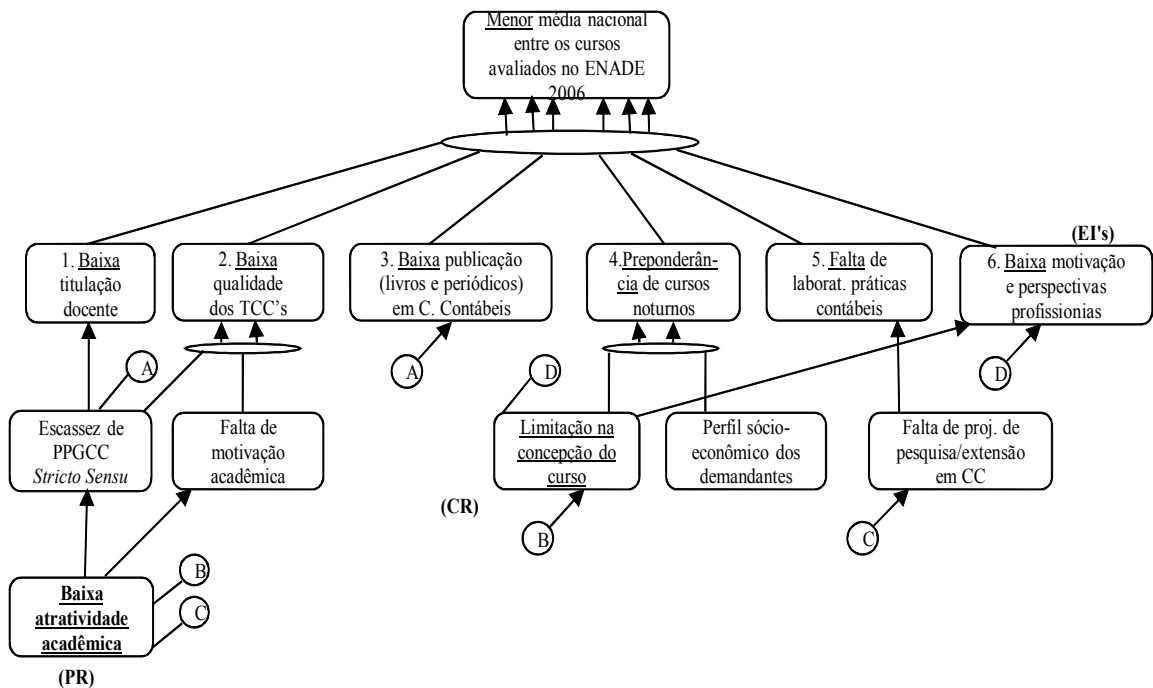 Menor média nacional
entre os cursos
avaliados no ENADE
2006
(EI's)
1. Baixa
titulação
docente
2. Baixa
qualidade
dos TCC's
3. Baixa publicação
(livros e periódicos)
em C. Contábeis
4.Preponderân-
cia de cursos
noturnos
5. Falta de
laborat. práticas
contábeis
6. Baixa motivação
e perspectivas
profissionias
A
A
D
D
Escassez de
PPGCC
Stricto Sensu
Falta de
motivação
acadêmica
Limitação na
concepção do
curso
Perfil sócio-
econômico dos
demandantes
Falta de proj. de
pesquisa/extensão
em CC
(CR)
B
C
Baixa
atratividade
acadêmica
B
C
(PR)